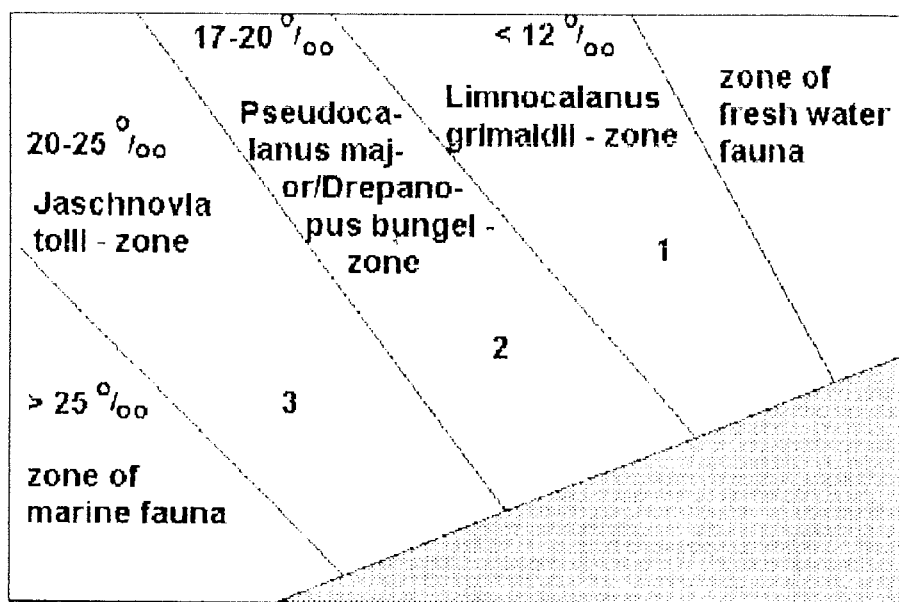 17-20 o/oo
< 12 o/oo
zone of
fresh water
fauna
Limnocalanus
grimaldii - zone
Pseudoca-
lanus maj-
or/Drepano-
pus bungei -
zone
20-25 o/oo
Jaschnovia
tolli - zone
1
2
3
> 25 o/oo
zone of
marine fauna